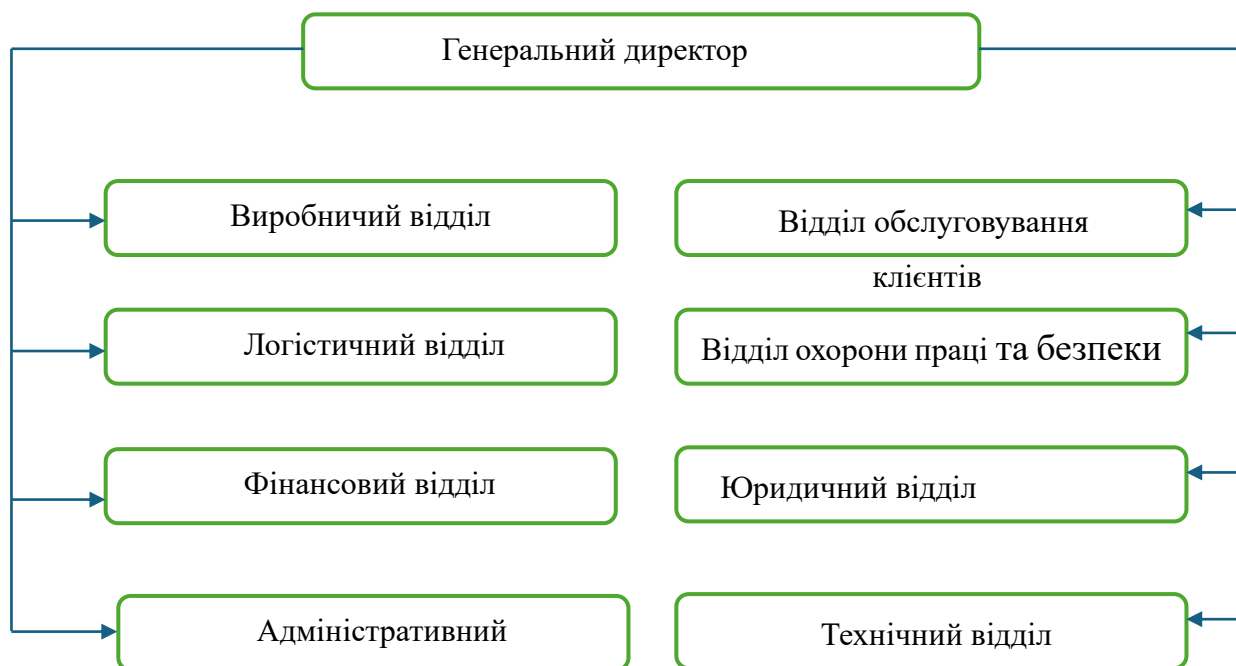 Генеральний директор
Виробничий відділ
Відділ обслуговування
клієнтів
Логістичний відділ
Відділ охорони праці та безпеки
Фінансовий відділ
Юридичний відділ
Адміністративний
Технічний відділ